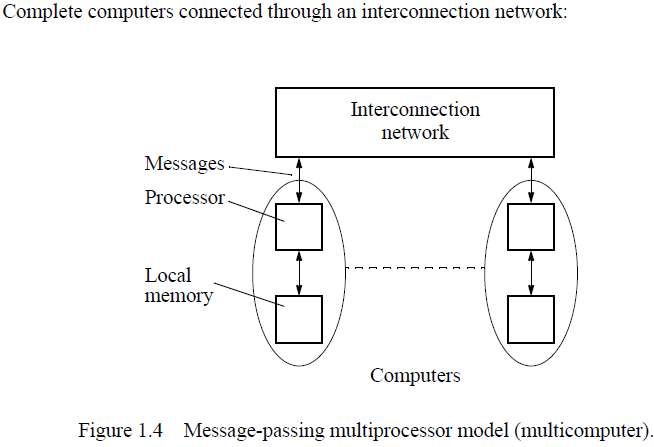 Complete computers connected through an interconnection network:
Interconnection
network
Messages
Processor
Local
memory
Computers
Figure 1.4 Message-passing multiprocessor model (multicomputer).